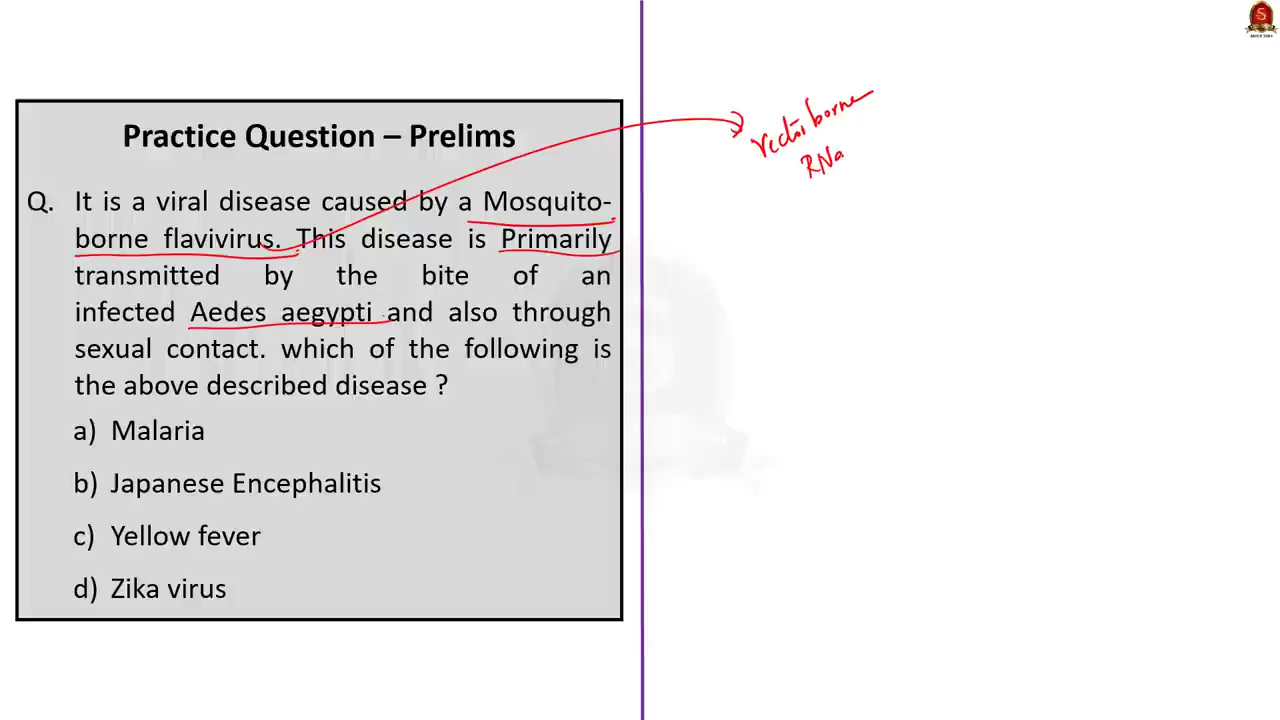 Practice Question – Prelims
Q. It is a viral disease caused by a Mosquito-
borne flavivirus. This disease is Primarily
transmitted by the bite of an
infected Aedes aegypti and also through
sexual contact. which of the following is
the above described disease ?
a) Malaria
b) Japanese Encephalitis
c) Yellow fever
d) Zika virus
vector borne
RNa